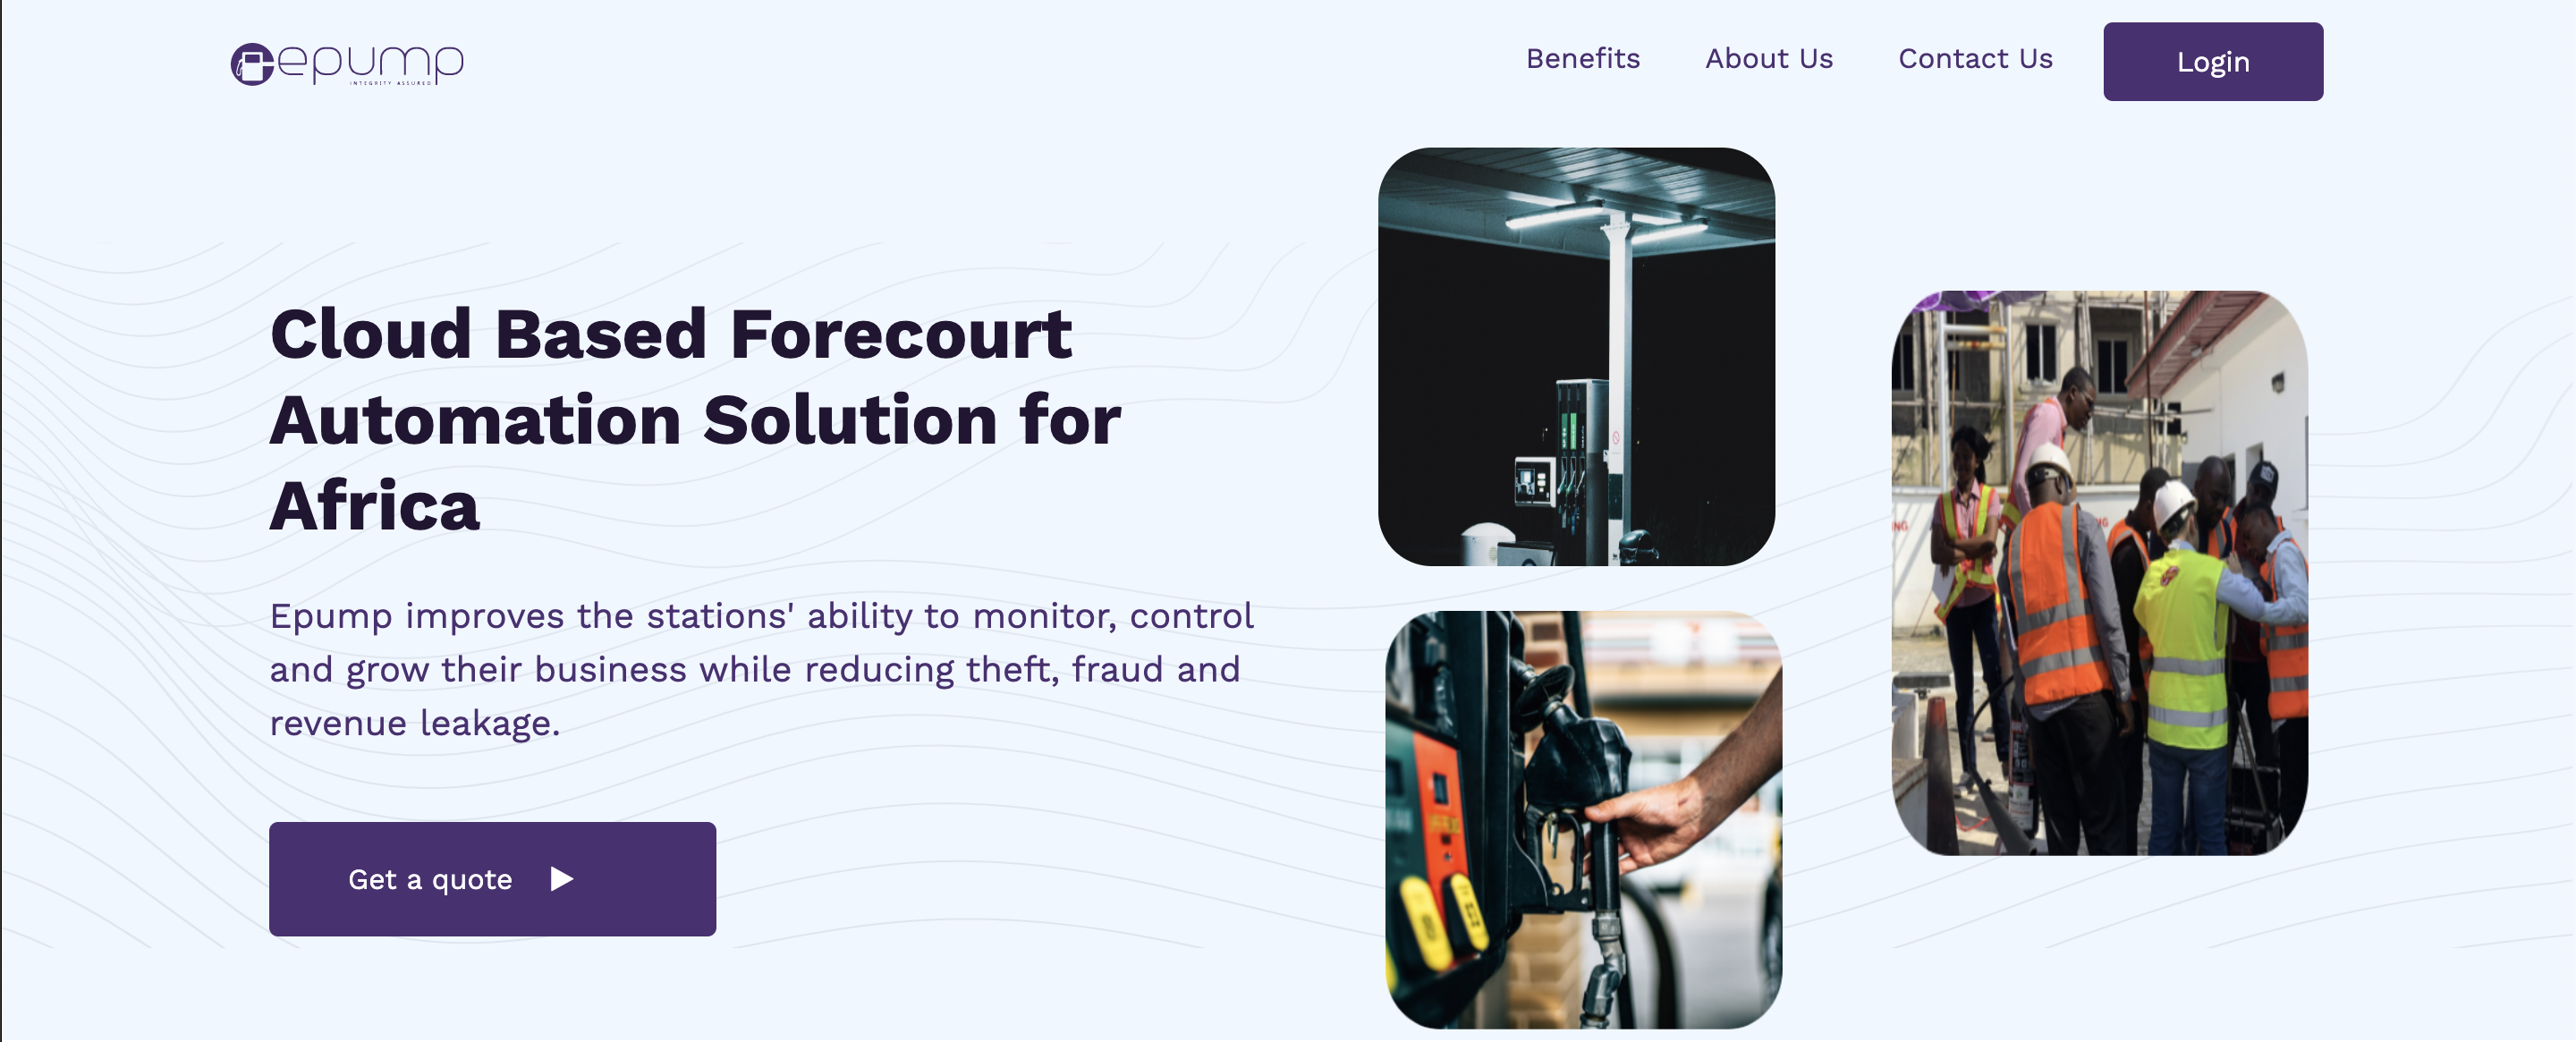 epump
INTEGRITY ASSURED
Benefits
About Us
Contact Us
Login
Cloud Based Forecourt
Automation Solution for
Africa
Epump improves the stations' ability to monitor, control
and grow their business while reducing theft, fraud and
revenue leakage.
Get a quote